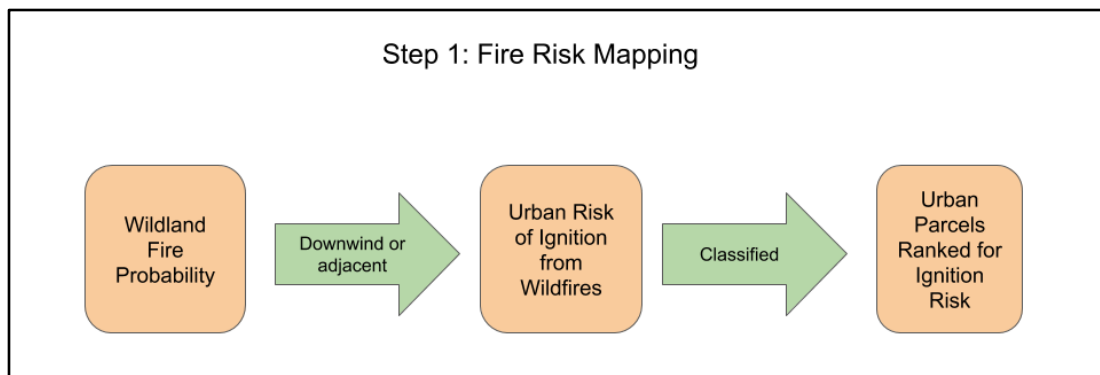 Step 1: Fire Risk Mapping
Wildland
Fire
Probability
Downwind or
adjacent
Urban Risk
of Ignition
from
Wildfires
Classified
Urban
Parcels
Ranked for
Ignition
Risk